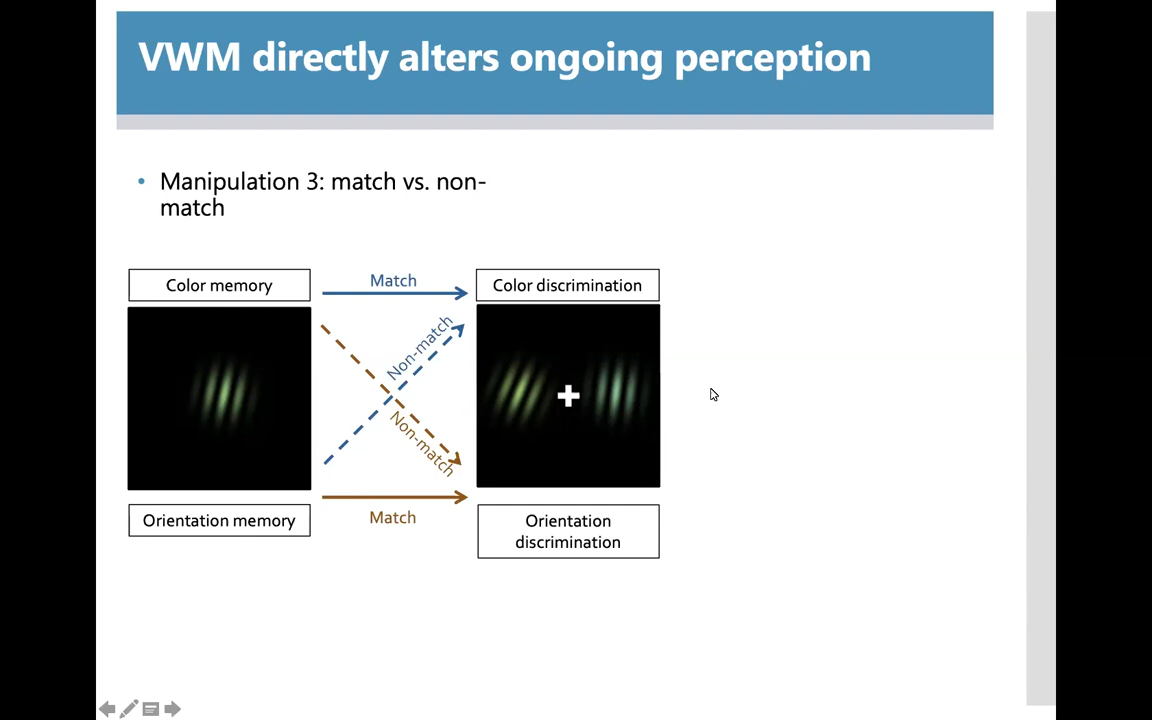 VWM directly alters ongoing perception
• Manipulation 3: match vs. non-
match
Color memory
Match
Color discrimination
Non-match
Non-match
Orientation memory
Match
Orientation
discrimination